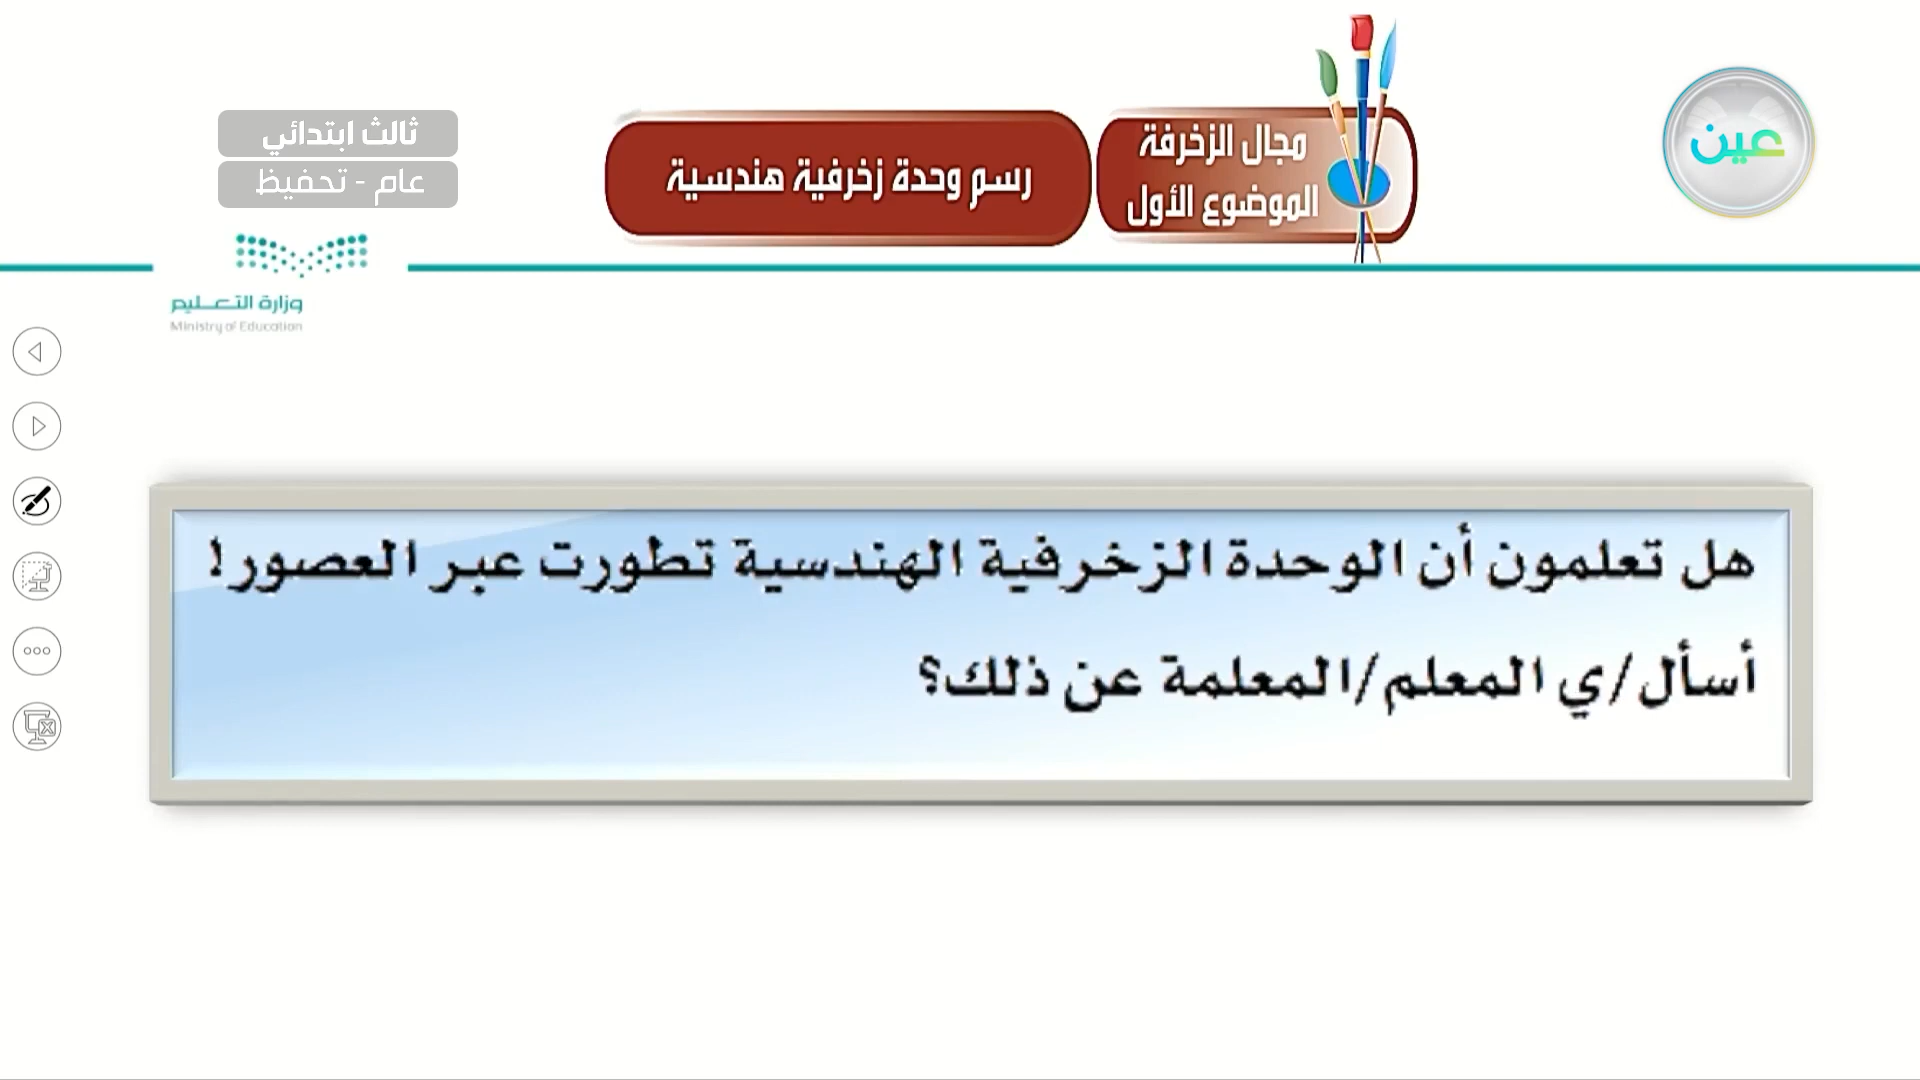 عين
مجال الزخرفة
الموضوع الأول
رسم وحدة زخرفية هندسية
ثالث ابتدائي
عام - تحفيظ
وزارة التعليم
Ministry of Education
هل تعلمون أن الوحدة الزخرفية الهندسية تطورت عبر العصور!
أسأل/ي المعلم/المعلمة عن ذلك؟